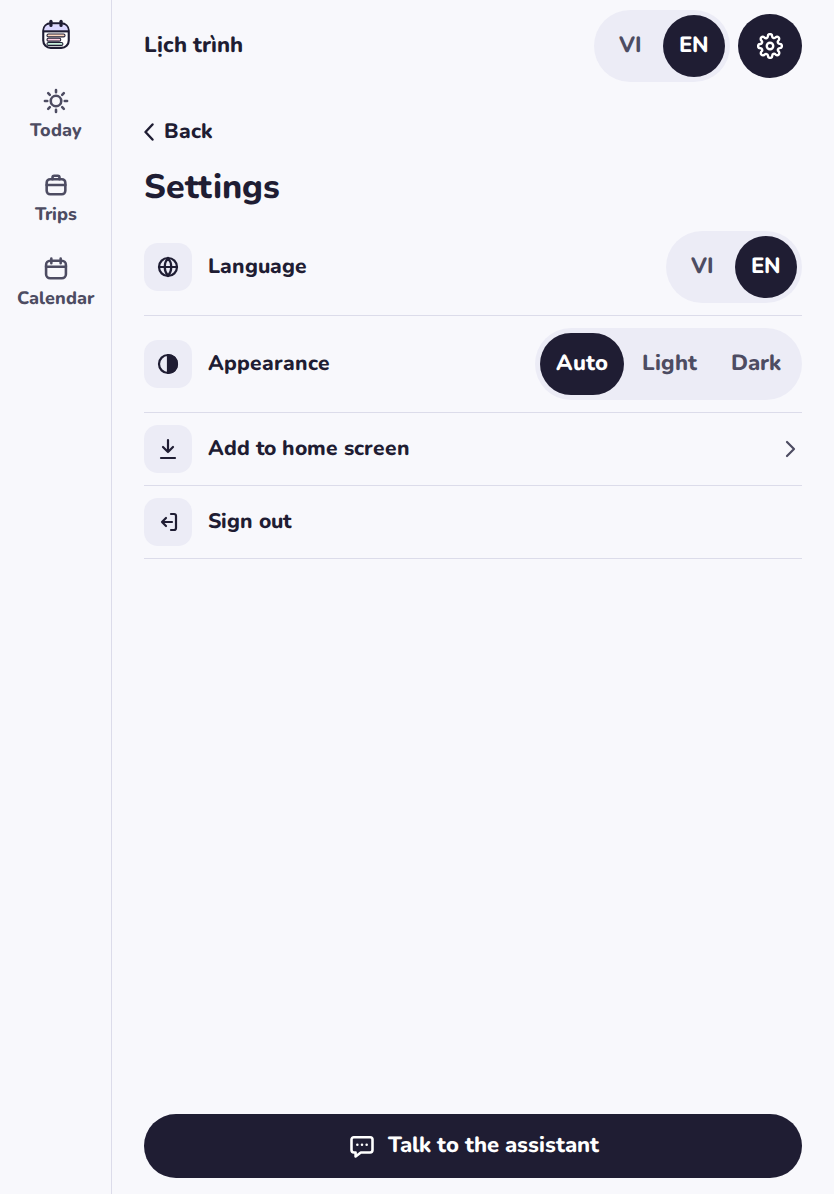 Lịch trình
VI
EN
Today
Trips
Calendar
Back
Settings
Language
VI
EN
Appearance
Auto
Light
Dark
Add to home screen
Sign out
Talk to the assistant